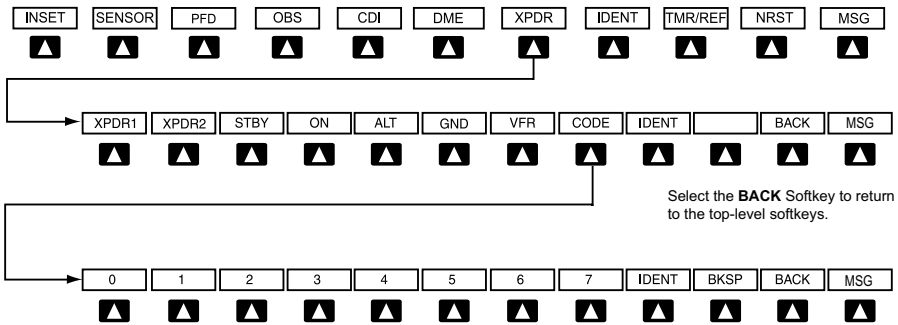 INSET SENSOR PFD OBS CDI DME XPDR IDENT TMR/REF NRST MSG
XPDR1 XPDR2 STBY ON ALT GND VFR CODE IDENT BACK MSG
Select the BACK Softkey to return
to the top-level softkeys.
0 1 2 3 4 5 6 7 IDENT BKSP BACK MSG